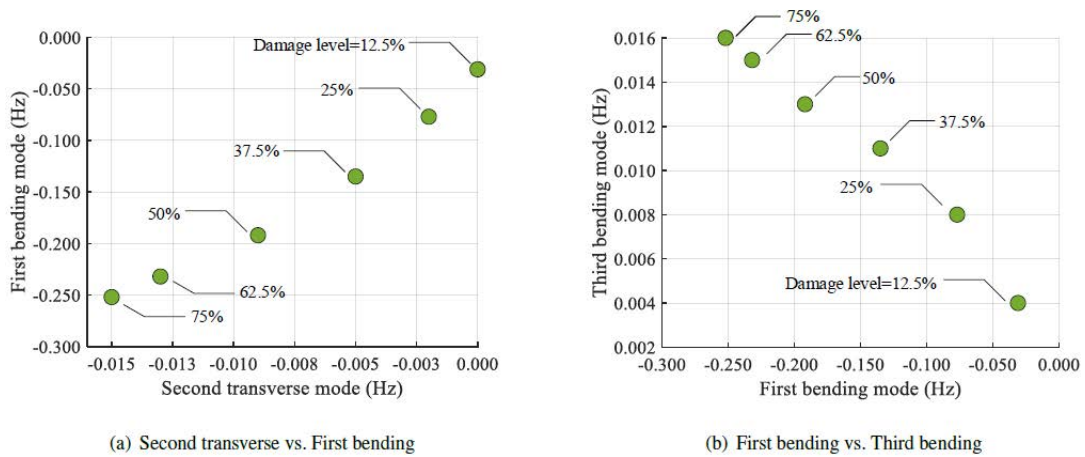 0.000
-0.050
-0.100
-0.150
-0.200
-0.250
-0.300
First bending mode (Hz)
Damage level=12.5%
25%
37.5%
50%
62.5%
75%
-0.015 -0.013 -0.010 -0.008 -0.005 -0.003 0.000
Second transverse mode (Hz)
(a) Second transverse vs. First bending
0.016
0.014
0.012
0.010
0.008
0.006
0.004
0.002
Third bending mode (Hz)
75%
62.5%
50%
37.5%
25%
Damage level=12.5%
-0.300 -0.250 -0.200 -0.150 -0.100 -0.050 0.000
First bending mode (Hz)
(b) First bending vs. Third bending